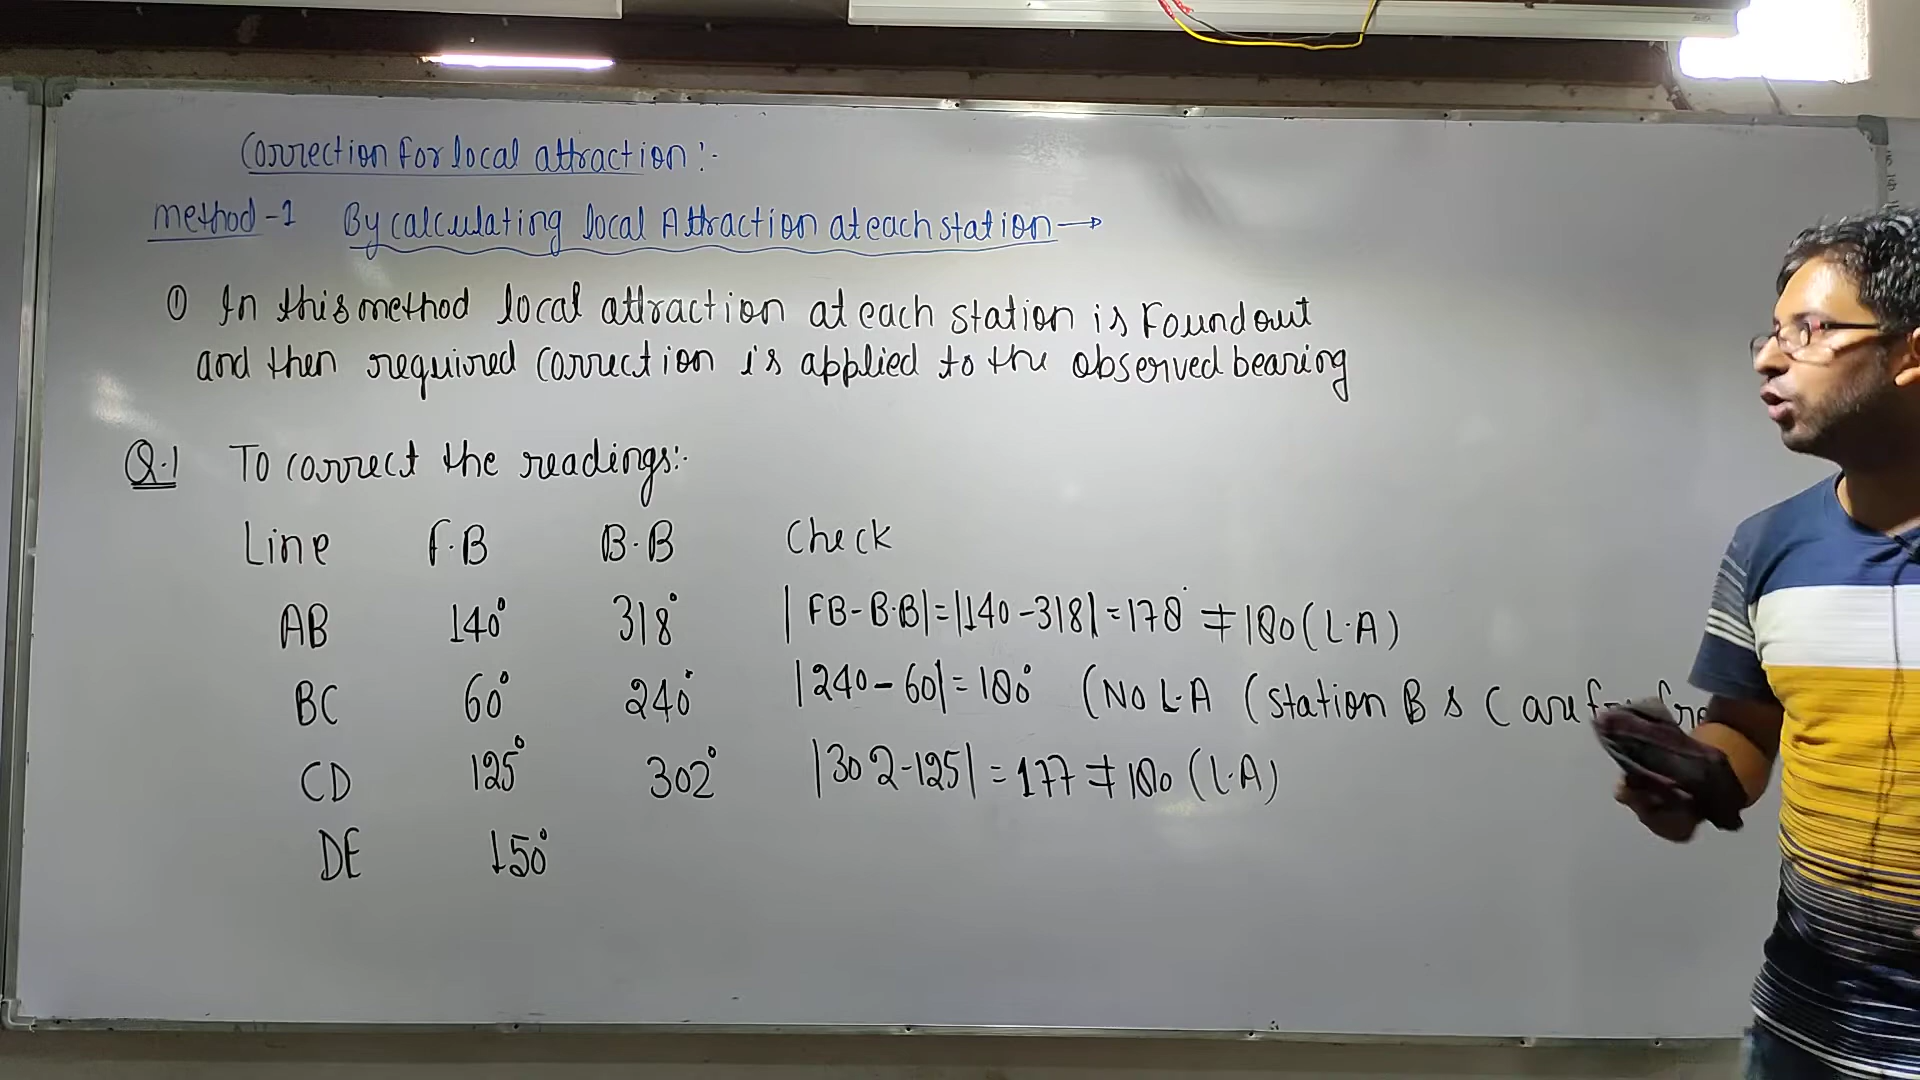 Correction for local attraction:-
Method-1 By calculating local Attraction at each station→
① In this method local attraction at each station is Found out
and then required correction is applied to the observed bearing
Q.1 To correct the readings:-
Line F.B B.B Check
AB 140° 318° |FB-B.B|=|140-318|=178° ≠ 180 (L.A)
BC 60° 240° |240-60|=180° (No L.A (Station B & C are
CD 125° 302° |302-125|=177≠180 (L.A)
DE 150°